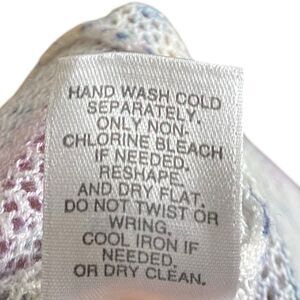 HAND WASH COLD
SEPARATELY.
ONLY NON-
CHLORINE BLEACH
IF NEEDED.
RESHAPE
AND DRY FLAT.
DO NOT TWIST OR
WRING.
COOL IRON IF
NEEDED.
OR DRY CLEAN.